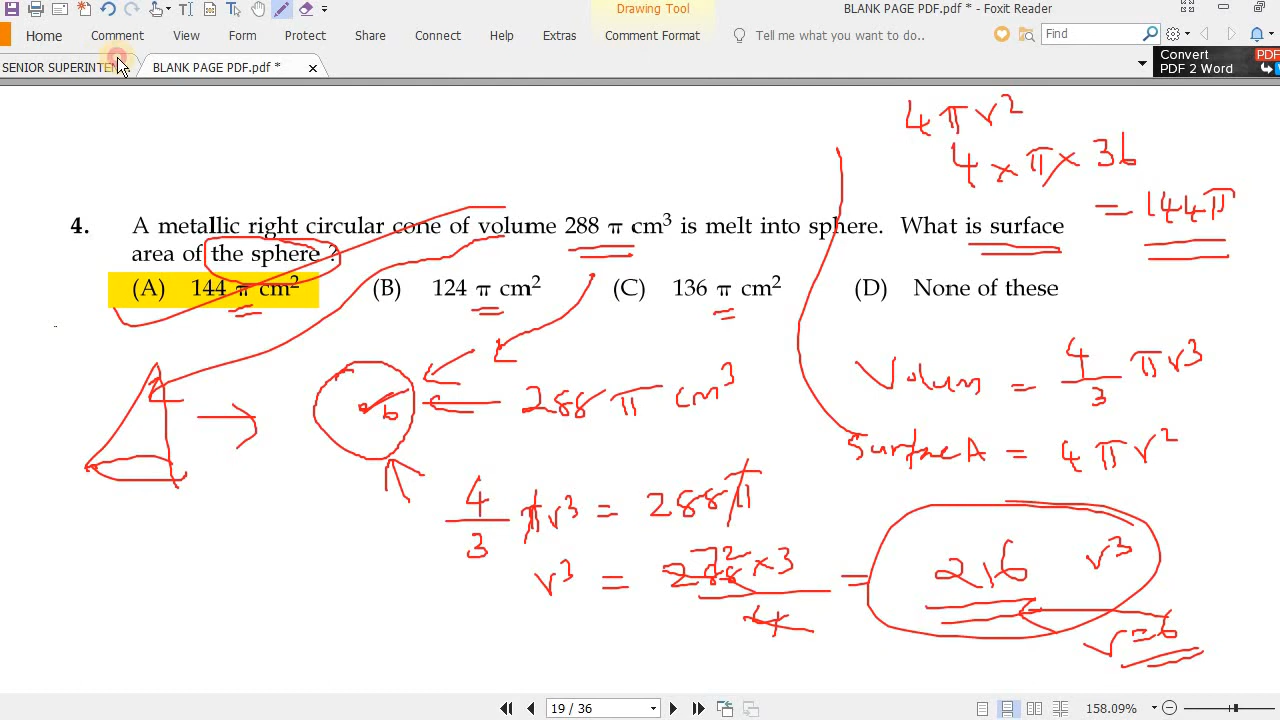 Drawing Tool
BLANK PAGE PDF.pdf * - Foxit Reader
Home Comment View Form Protect Share Connect Help Extras Comment Format Tell me what you want to do... Find
SENIOR SUPERINTEN BLANK PAGE PDF.pdf *
Convert PDF
PDF 2 Word
4πr²
4 × π × 36
= 144π
4. A metallic right circular cone of volume 288 π cm³ is melt into sphere. What is surface
area of the sphere ?
(A) 144 π cm² (B) 124 π cm² (C) 136 π cm² (D) None of these
6
288 π cm³
Volum = 4/3 πr³
Surface A = 4πr²
4/3 πr³ = 288π
r³ = 72 288 × 3 / 4 = 216 r³
r = 6
19 / 36 158.09%